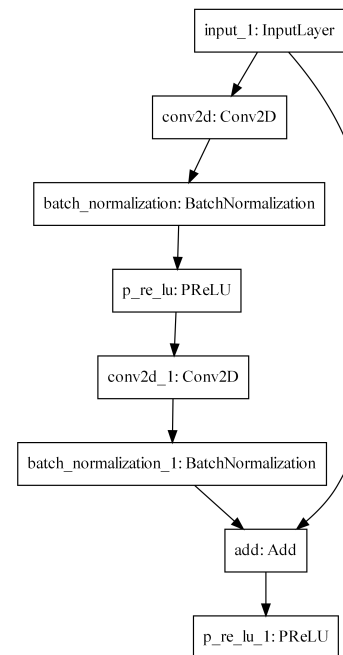 input_1: InputLayer
conv2d: Conv2D
batch_normalization: BatchNormalization
p_re_lu: PReLU
conv2d_1: Conv2D
batch_normalization_1: BatchNormalization
add: Add
p_re_lu_1: PReLU